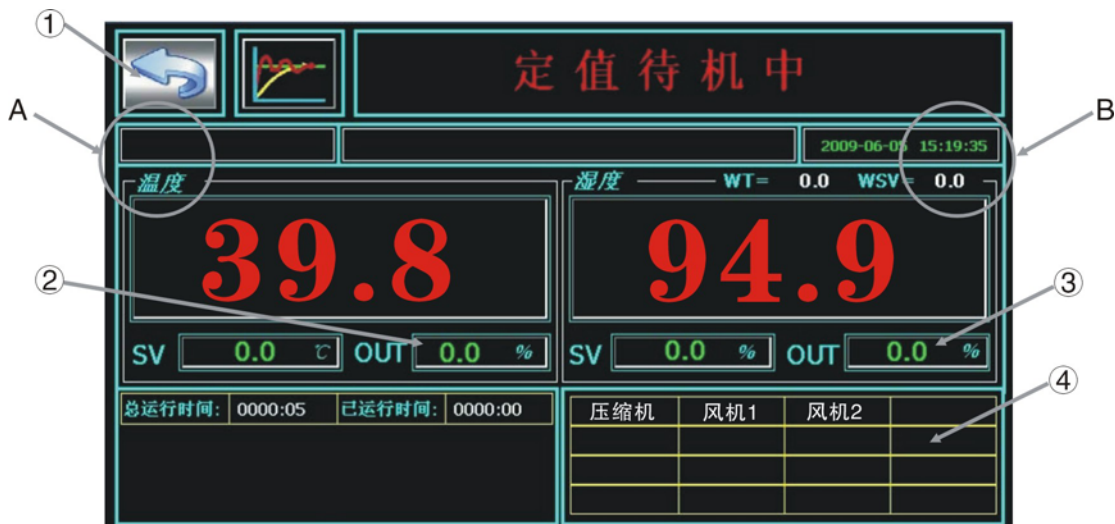 ①
定值待机中
A
B
2009-06-05 15:19:35
温度
湿度 WT= 0.0 WSV= 0.0
39.8
94.9
②
③
SV 0.0 ℃ OUT 0.0 %
SV 0.0 % OUT 0.0 %
④
总运行时间: 0000:05 已运行时间: 0000:00
压缩机 风机1 风机2